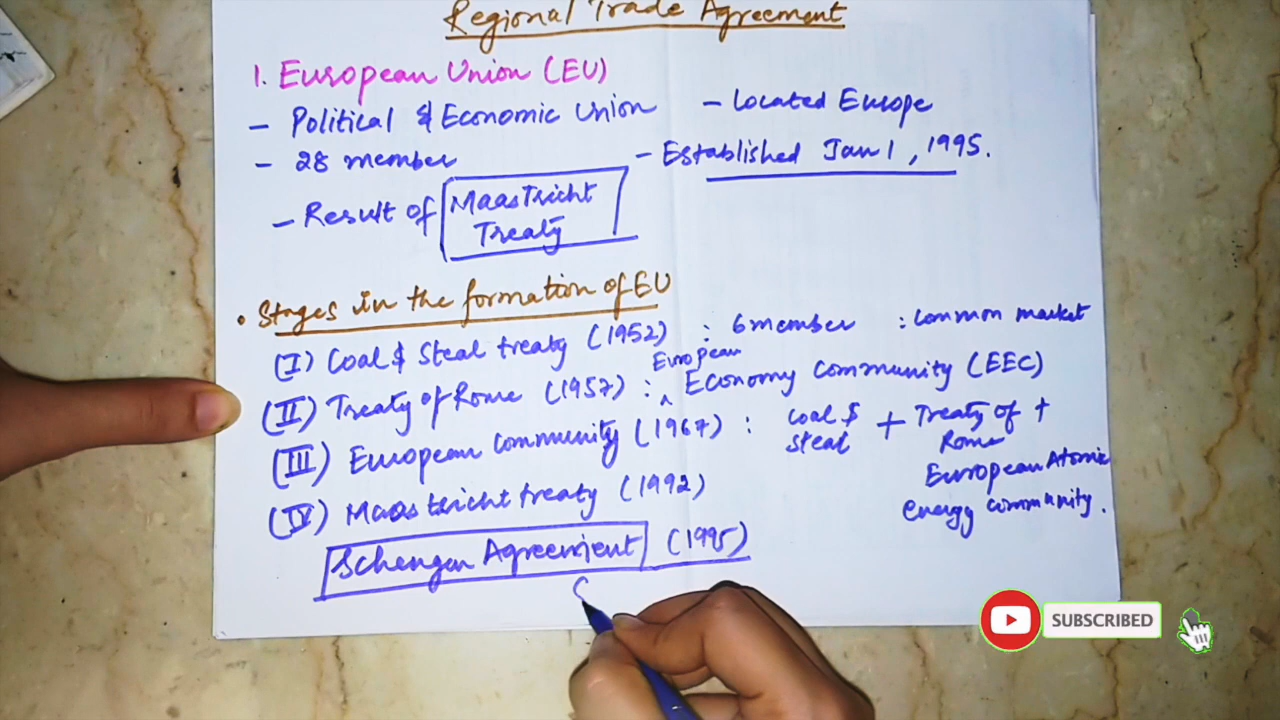 Regional Trade Agreement
1. European Union (EU)
- Political & Economic Union - Located Europe
- 28 member - Established Jan 1, 1995.
- Result of Maastricht
Treaty
• Stages in the formation of EU
(I) Coal & Steal treaty (1952) : 6 member : Common market
European
(II) Treaty of Rome (1957) : ^ Economy community (EEC)
(III) European community (1967) : Coal & + Treaty of +
Steal Rome
European Atomic
energy community.
(IV) Maastricht treaty (1992)
Schengen Agreement (1995)
SUBSCRIBED